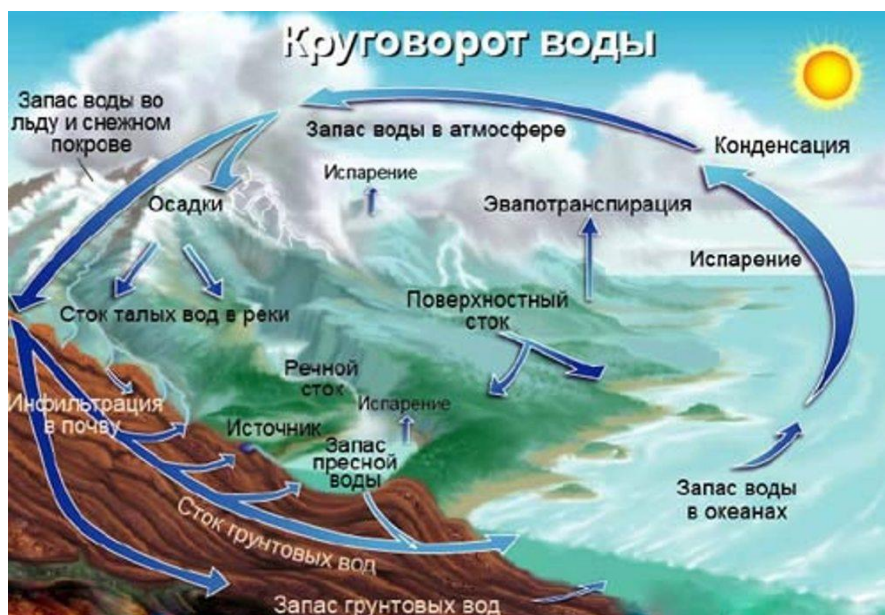 Круговорот воды
Запас воды во
льду и снежном
покрове
Запас воды в атмосфере
Конденсация
Испарение
Осадки
Эвапотранспирация
Испарение
Сток талых вод в реки
Поверхностный
сток
Речной
сток
Инфильтрация
в почву
Испарение
Источник
Запас
пресной
воды
Запас воды
в океанах
Сток грунтовых вод
Запас грунтовых вод